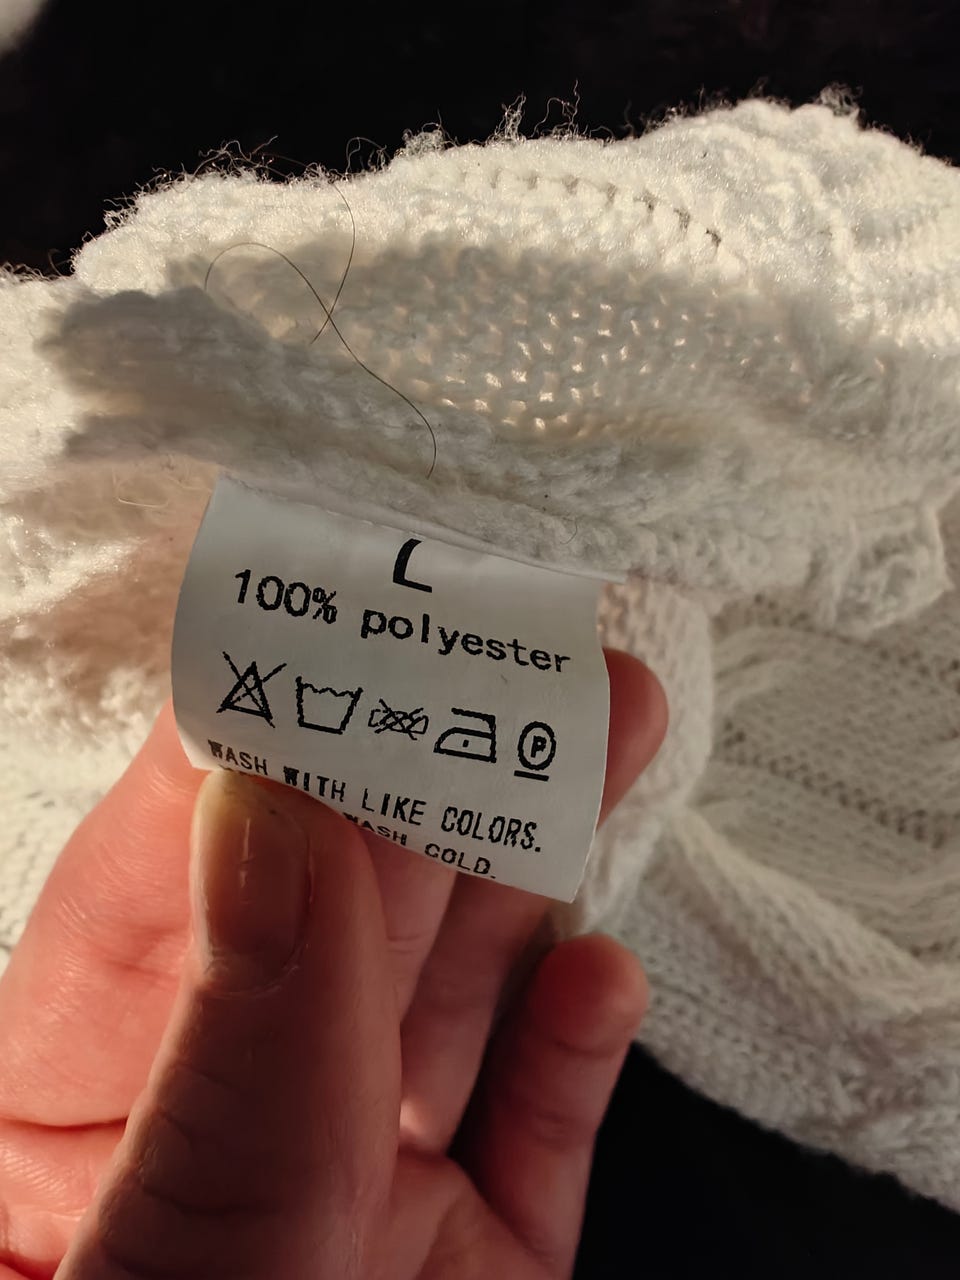 L
100% polyester
P
WASH WITH LIKE COLORS.
WASH COLD.